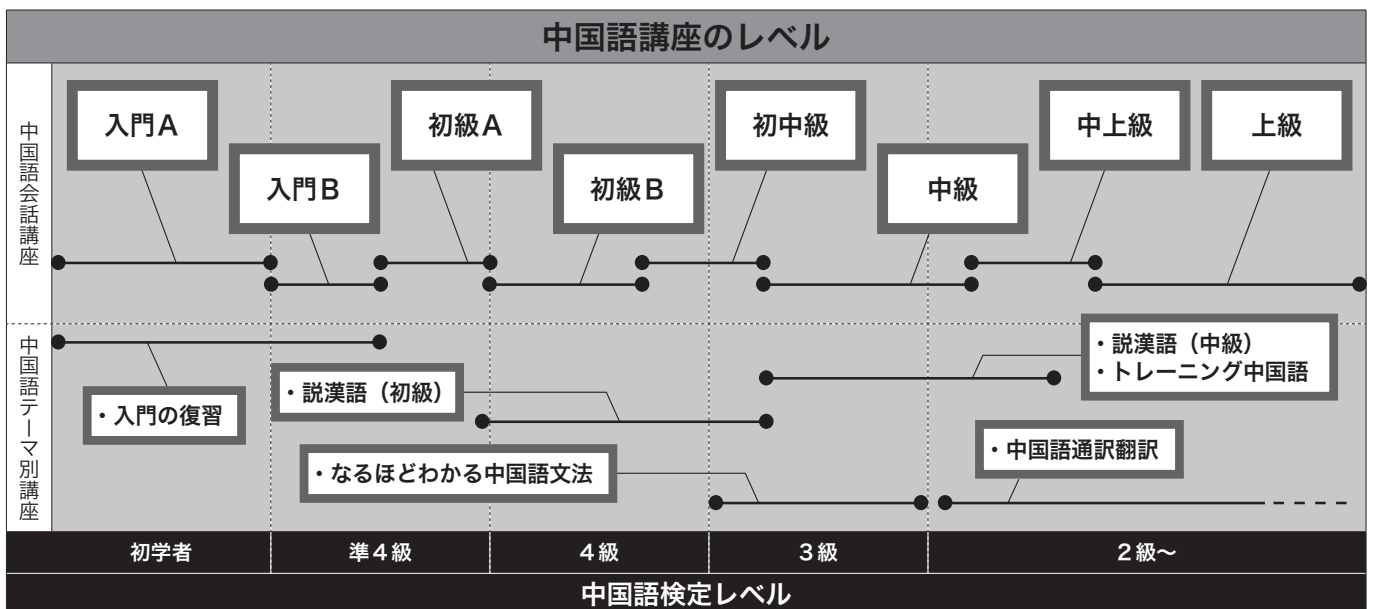 中国語講座のレベル
中国語会話講座
入門A
初級A
初中級
中上級
上級
入門B
初級B
中級
中国語テーマ別講座
・説漢語（中級）
・トレーニング中国語
・説漢語（初級）
・入門の復習
・中国語通訳翻訳
・なるほどわかる中国語文法
初学者
準4級
4級
3級
2級〜
中国語検定レベル